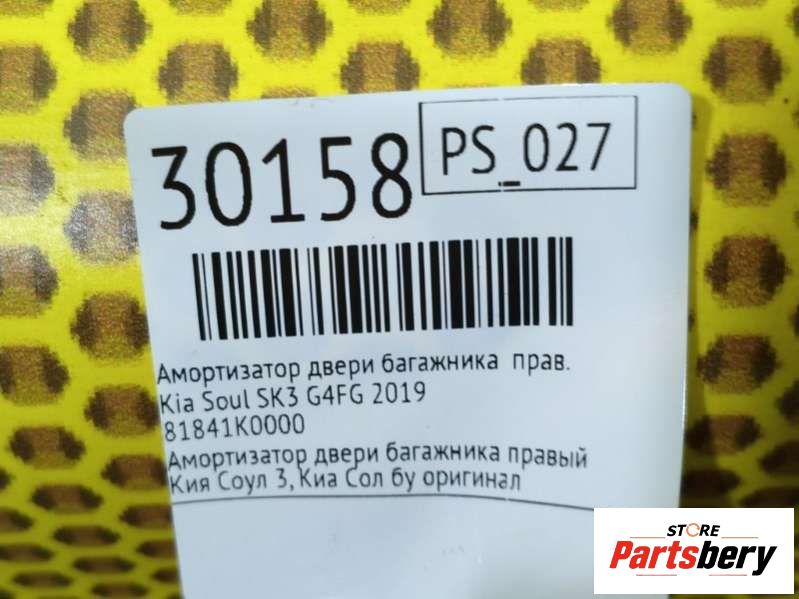 30158
PS_027
Амортизатор двери багажника прав.
Kia Soul SK3 G4FG 2019
81841K0000
Амортизатор двери багажника правый
Кия Соул 3, Киа Сол бу оригинал
STORE
Partsbery